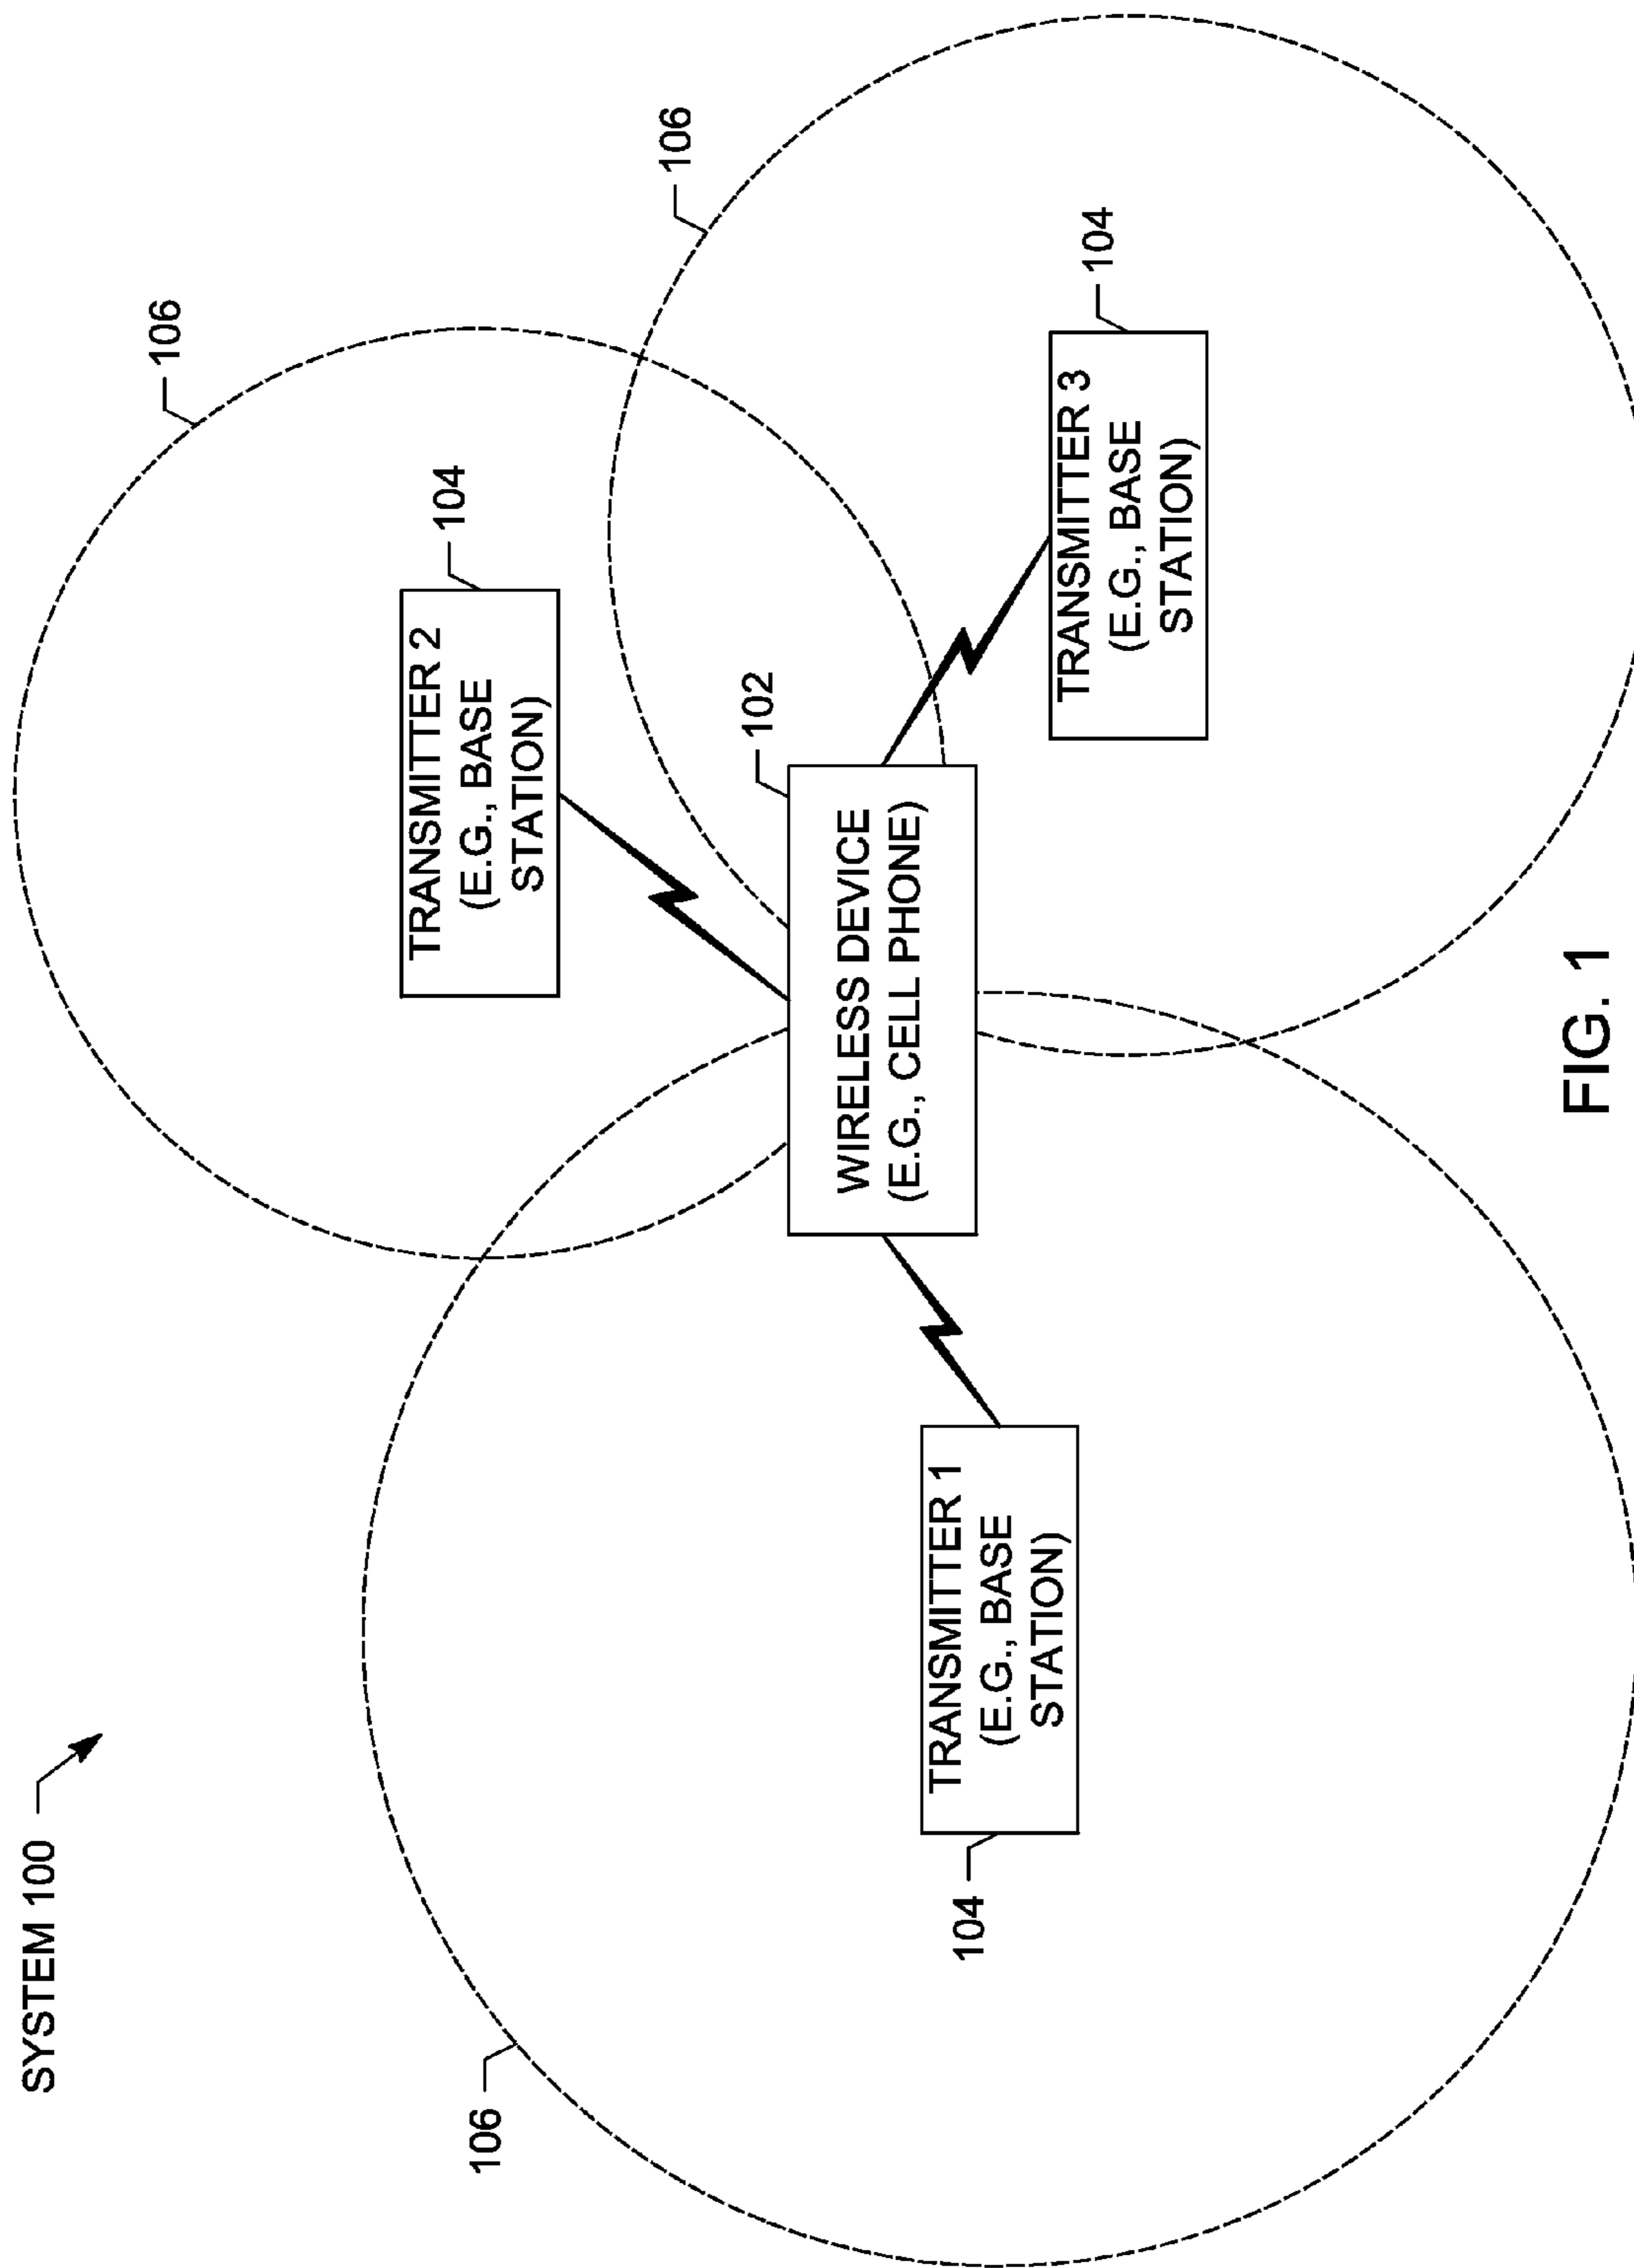 SYSTEM 100
106
106
104
TRANSMITTER 2
(E.G., BASE
STATION)
106
102
WIRELESS DEVICE
(E.G., CELL PHONE)
104
TRANSMITTER 1
(E.G., BASE
STATION)
104
TRANSMITTER 3
(E.G., BASE
STATION)
FIG. 1